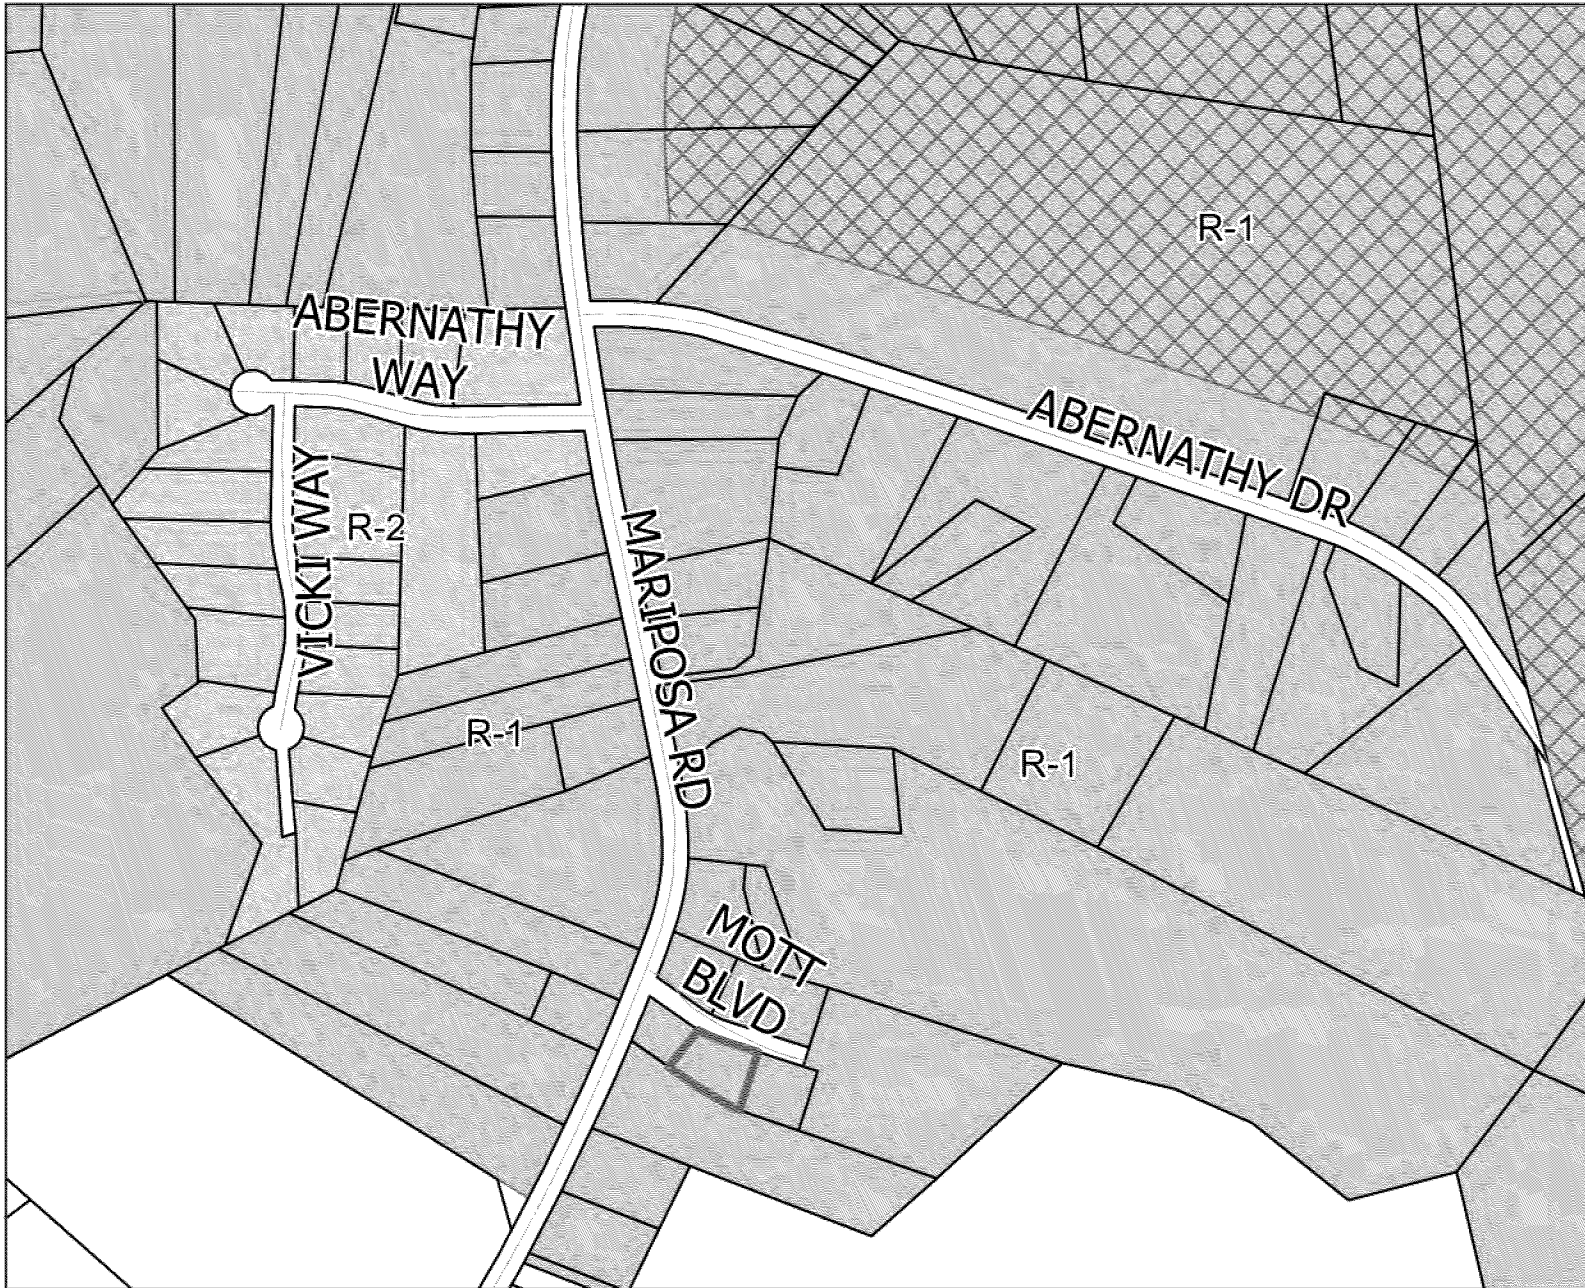 R-1
ABERNATHY
WAY
ABERNATHY DR
VICKI WAY
R-2
MARIPOSA RD
R-1
R-1
MOTT
BLVD